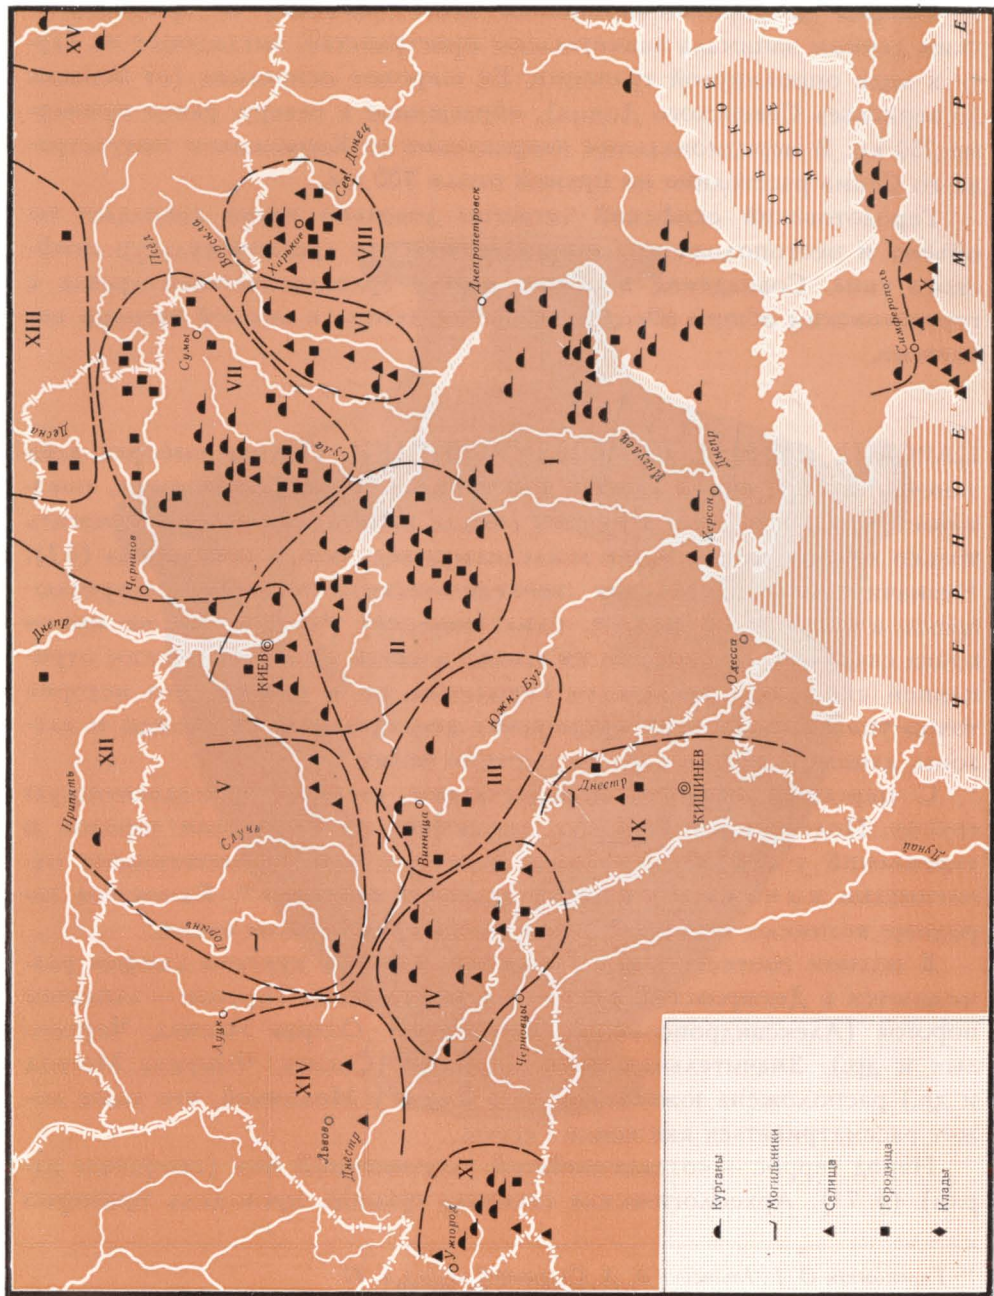 XV
XIII
XII
XIV
Припять
Днепр
Десна
Чернигов
Псёл
Ворскла
Сумы
VII
Харьков
Сев. Донец
VIII
VI
Сула
КИЕВ
V
Случь
Горынь
Луцк
Львов
Днестр
Винница
II
III
Южн. Буг
IV
Черновцы
XI
Ужгород
Днепропетровск
I
Ингулец
Днепр
Херсон
Одесса
Днестр
IX
КИШИНЕВ
Дунай
АЗОВСКОЕ
МОРЕ
Симферополь
X
ЧЕРНОЕ МОРЕ
Курганы
Могильники
Селища
Городища
Клады